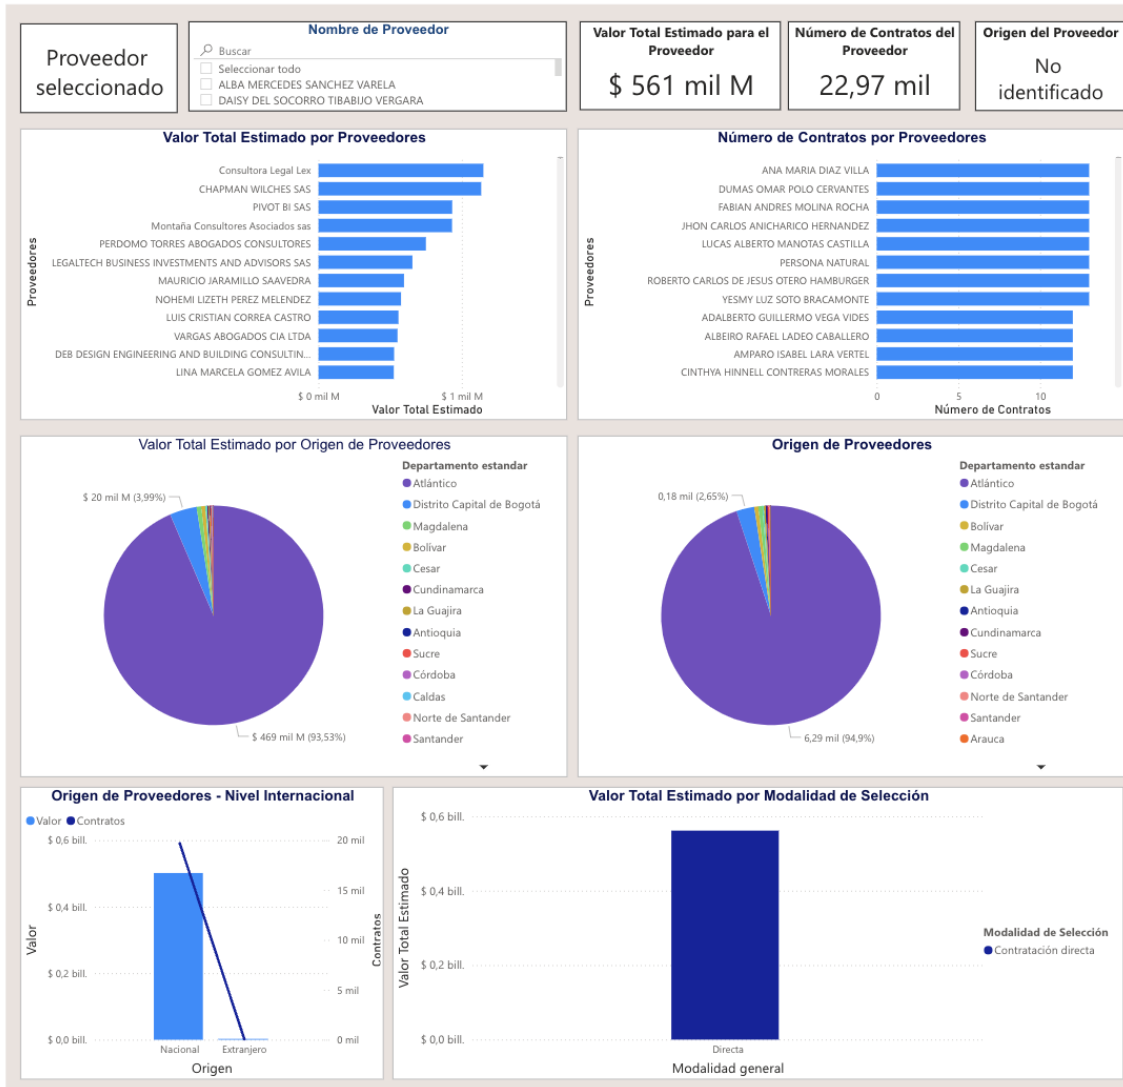 Proveedor
seleccionado
Nombre de Proveedor
Buscar
Seleccionar todo
ALBA MERCEDES SANCHEZ VARELA
DAISY DEL SOCORRO TIBABIJO VERGARA
Valor Total Estimado para el
Proveedor
$ 561 mil M
Número de Contratos del
Proveedor
22,97 mil
Origen del Proveedor
No
identificado
Valor Total Estimado por Proveedores
Proveedores
Consultora Legal Lex
CHAPMAN WILCHES SAS
PIVOT BI SAS
Montaña Consultores Asociados sas
PERDOMO TORRES ABOGADOS CONSULTORES
LEGALTECH BUSINESS INVESTMENTS AND ADVISORS SAS
MAURICIO JARAMILLO SAAVEDRA
NOHEMI LIZETH PEREZ MELENDEZ
LUIS CRISTIAN CORREA CASTRO
VARGAS ABOGADOS CIA LTDA
DEB DESIGN ENGINEERING AND BUILDING CONSULTIN...
LINA MARCELA GOMEZ AVILA
$ 0 mil M
$ 1 mil M
Valor Total Estimado
Número de Contratos por Proveedores
Proveedores
ANA MARIA DIAZ VILLA
DUMAS OMAR POLO CERVANTES
FABIAN ANDRES MOLINA ROCHA
JHON CARLOS ANICHARICO HERNANDEZ
LUCAS ALBERTO MANOTAS CASTILLA
PERSONA NATURAL
ROBERTO CARLOS DE JESUS OTERO HAMBURGER
YESMY LUZ SOTO BRACAMONTE
ADALBERTO GUILLERMO VEGA VIDES
ALBEIRO RAFAEL LADEO CABALLERO
AMPARO ISABEL LARA VERTEL
CINTHYA HINNELL CONTRERAS MORALES
0
5
10
Número de Contratos
Valor Total Estimado por Origen de Proveedores
$ 20 mil M (3,99%)
$ 469 mil M (93,53%)
Departamento estandar
Atlántico
Distrito Capital de Bogotá
Magdalena
Bolívar
Cesar
Cundinamarca
La Guajira
Antioquia
Sucre
Córdoba
Caldas
Norte de Santander
Santander
Origen de Proveedores
0,18 mil (2,65%)
6,29 mil (94,9%)
Departamento estandar
Atlántico
Distrito Capital de Bogotá
Bolívar
Magdalena
Cesar
La Guajira
Antioquia
Cundinamarca
Sucre
Córdoba
Norte de Santander
Santander
Arauca
Origen de Proveedores - Nivel Internacional
Valor
Contratos
$ 0,6 bill.
$ 0,4 bill.
$ 0,2 bill.
$ 0,0 bill.
Valor
20 mil
15 mil
10 mil
5 mil
0 mil
Contratos
Nacional
Extranjero
Origen
Valor Total Estimado por Modalidad de Selección
Valor Total Estimado
$ 0,6 bill.
$ 0,4 bill.
$ 0,2 bill.
$ 0,0 bill.
Directa
Modalidad general
Modalidad de Selección
Contratación directa